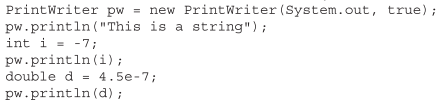 PrintWriter pw = new PrintWriter(System.out, true);
pw.println("This is a string");
int i = -7;
pw.println(i);
double d = 4.5e-7;
pw.println(d);